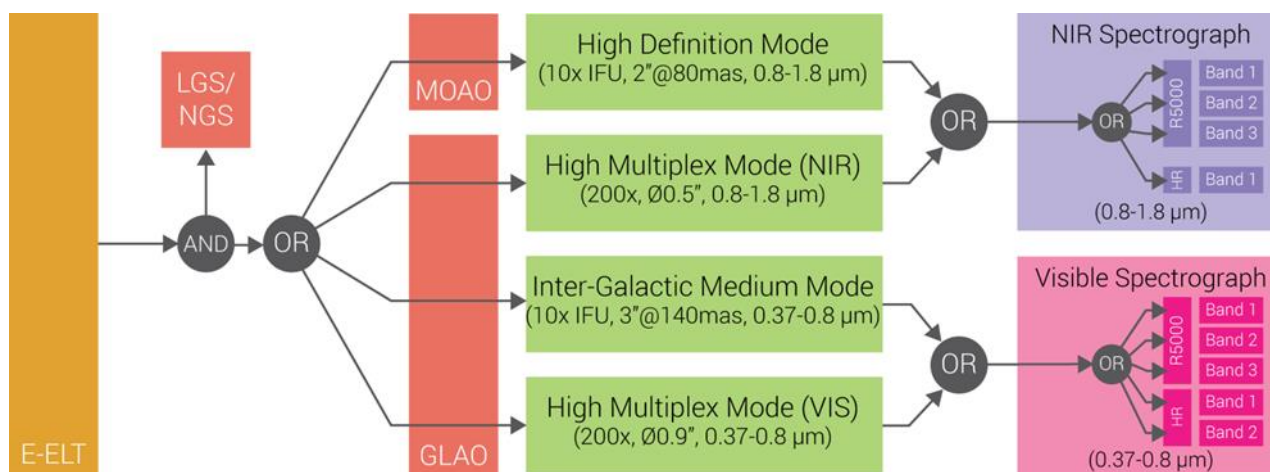 E-ELT
LGS/
NGS
AND
OR
MOAO
GLAO
High Definition Mode
(10x IFU, 2”@80mas, 0.8-1.8 µm)
High Multiplex Mode (NIR)
(200x, Ø0.5”, 0.8-1.8 µm)
Inter-Galactic Medium Mode
(10x IFU, 3”@140mas, 0.37-0.8 µm)
High Multiplex Mode (VIS)
(200x, Ø0.9”, 0.37-0.8 µm)
OR
OR
NIR Spectrograph
OR
R5000
Band 1
Band 2
Band 3
HR
Band 1
(0.8-1.8 µm)
Visible Spectrograph
OR
R5000
Band 1
Band 2
Band 3
HR
Band 1
Band 2
(0.37-0.8 µm)